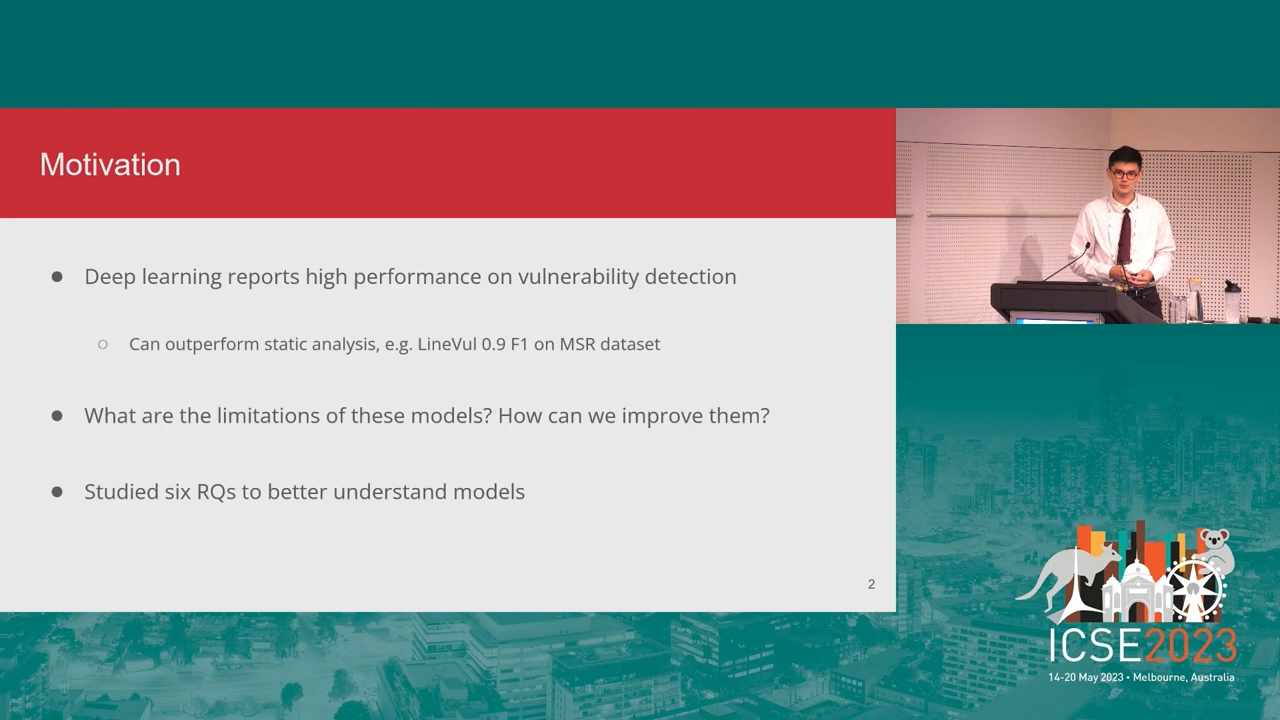 Motivation
● Deep learning reports high performance on vulnerability detection
○ Can outperform static analysis, e.g. LineVul 0.9 F1 on MSR dataset
● What are the limitations of these models? How can we improve them?
● Studied six RQs to better understand models
2
ICSE2023
14-20 May 2023 • Melbourne, Australia